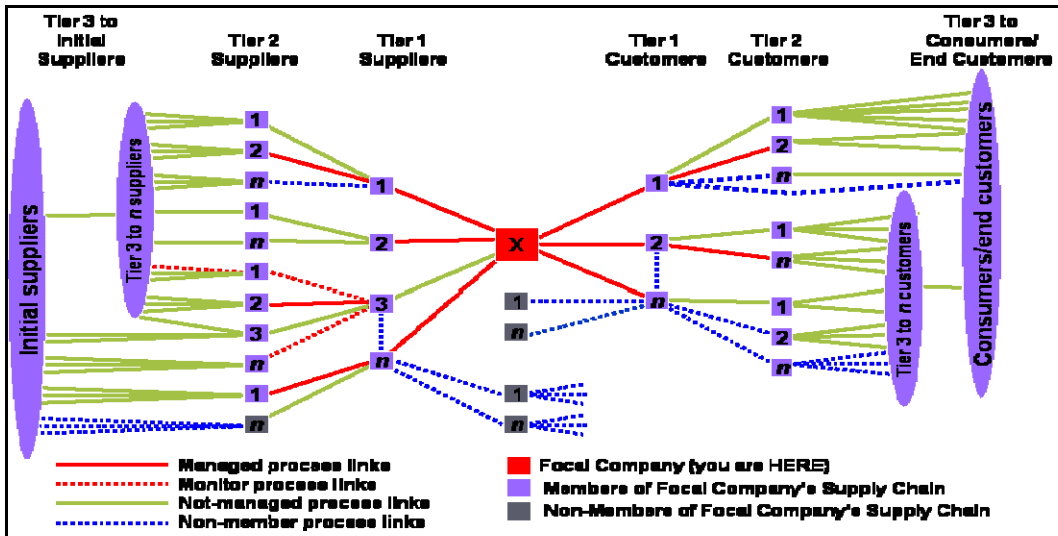 Tier 3 to
Initial
Suppliers
Tier 2
Suppliers
Tier 1
Suppliers
Tier 1
Customers
Tier 2
Customers
Tier 3 to
Consumers/
End Customers
Initial suppliers
Tier 3 to n suppliers
1
2
n
1
n
1
2
3
n
1
n
1
2
3
n
X
1
n
1
n
1
2
n
1
2
n
1
n
1
2
n
Tier 3 to n customers
Consumers/end customers
Managed process links
Monitor process links
Not-managed process links
Non-member process links
Focal Company (you are HERE)
Members of Focal Company's Supply Chain
Non-Members of Focal Company's Supply Chain